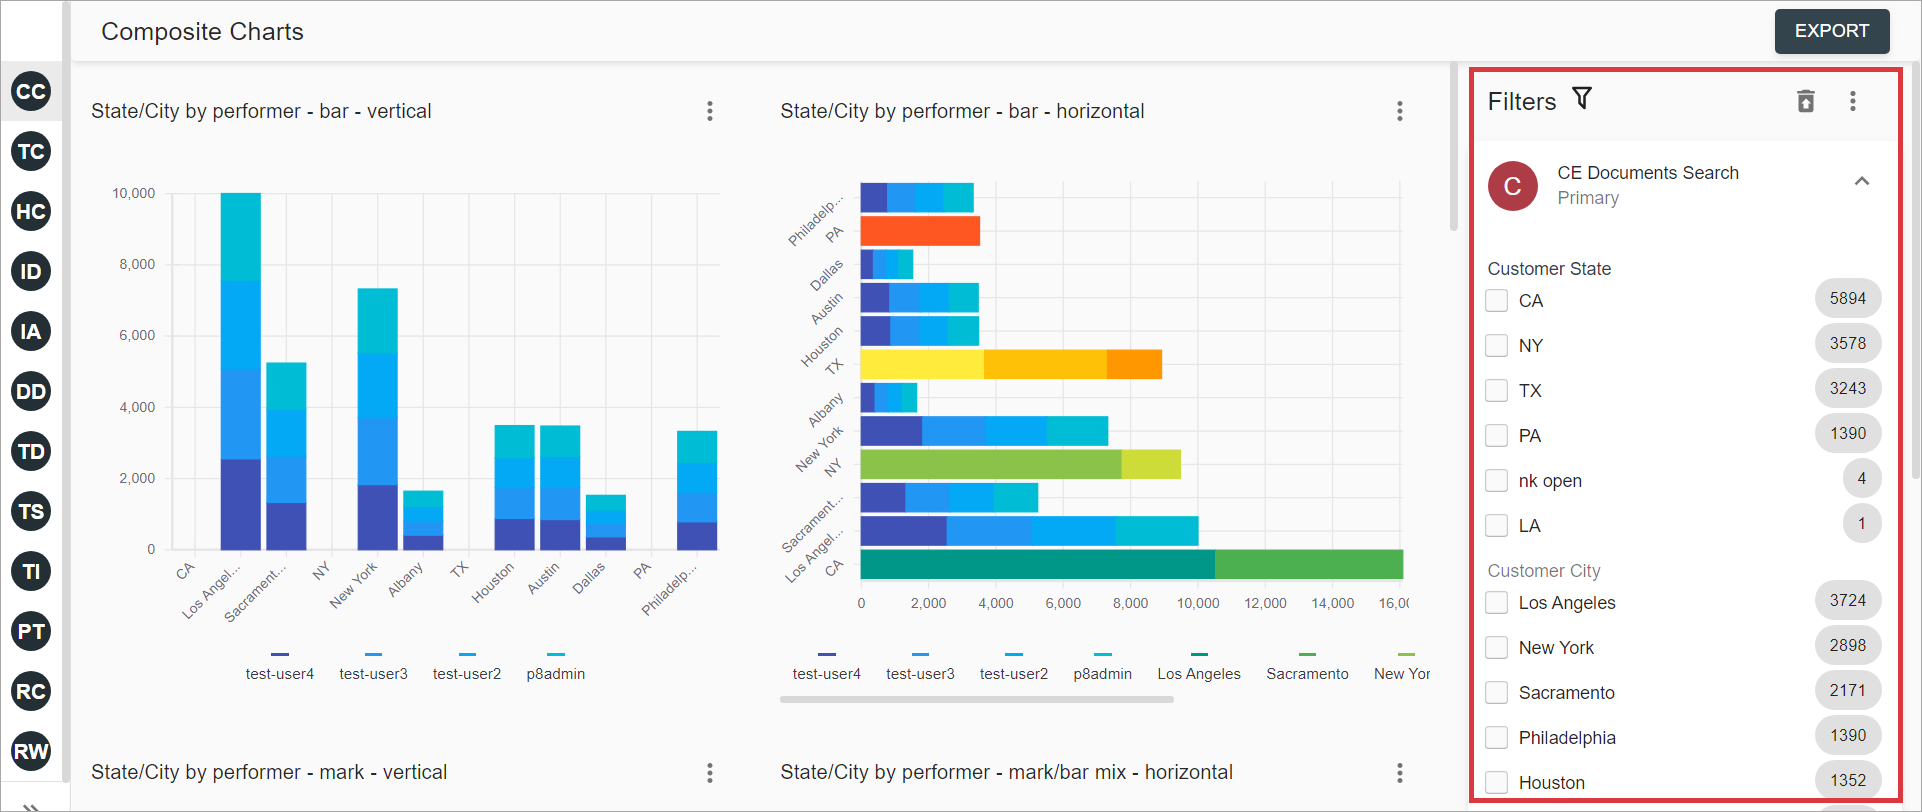 Composite Charts
EXPORT
CC
TC
HC
ID
IA
DD
TD
TS
TI
PT
RC
RW
State/City by performer - bar - vertical
10,000
8,000
6,000
4,000
2,000
0
CA
Los Angel...
Sacrament...
NY
New York
Albany
TX
Houston
Austin
Dallas
PA
Philadelp...
test-user4
test-user3
test-user2
p8admin
State/City by performer - bar - horizontal
Philadelp...
PA
Dallas
Austin
Houston
TX
Albany
New York
NY
Sacrament...
Los Angel...
CA
0
2,000
4,000
6,000
8,000
10,000
12,000
14,000
16,0
test-user4
test-user3
test-user2
p8admin
Los Angeles
Sacramento
New Yor
State/City by performer - mark - vertical
State/City by performer - mark/bar mix - horizontal
Filters
C
CE Documents Search
Primary
Customer State
CA 5894
NY 3578
TX 3243
PA 1390
nk open 4
LA 1
Customer City
Los Angeles 3724
New York 2898
Sacramento 2171
Philadelphia 1390
Houston 1352